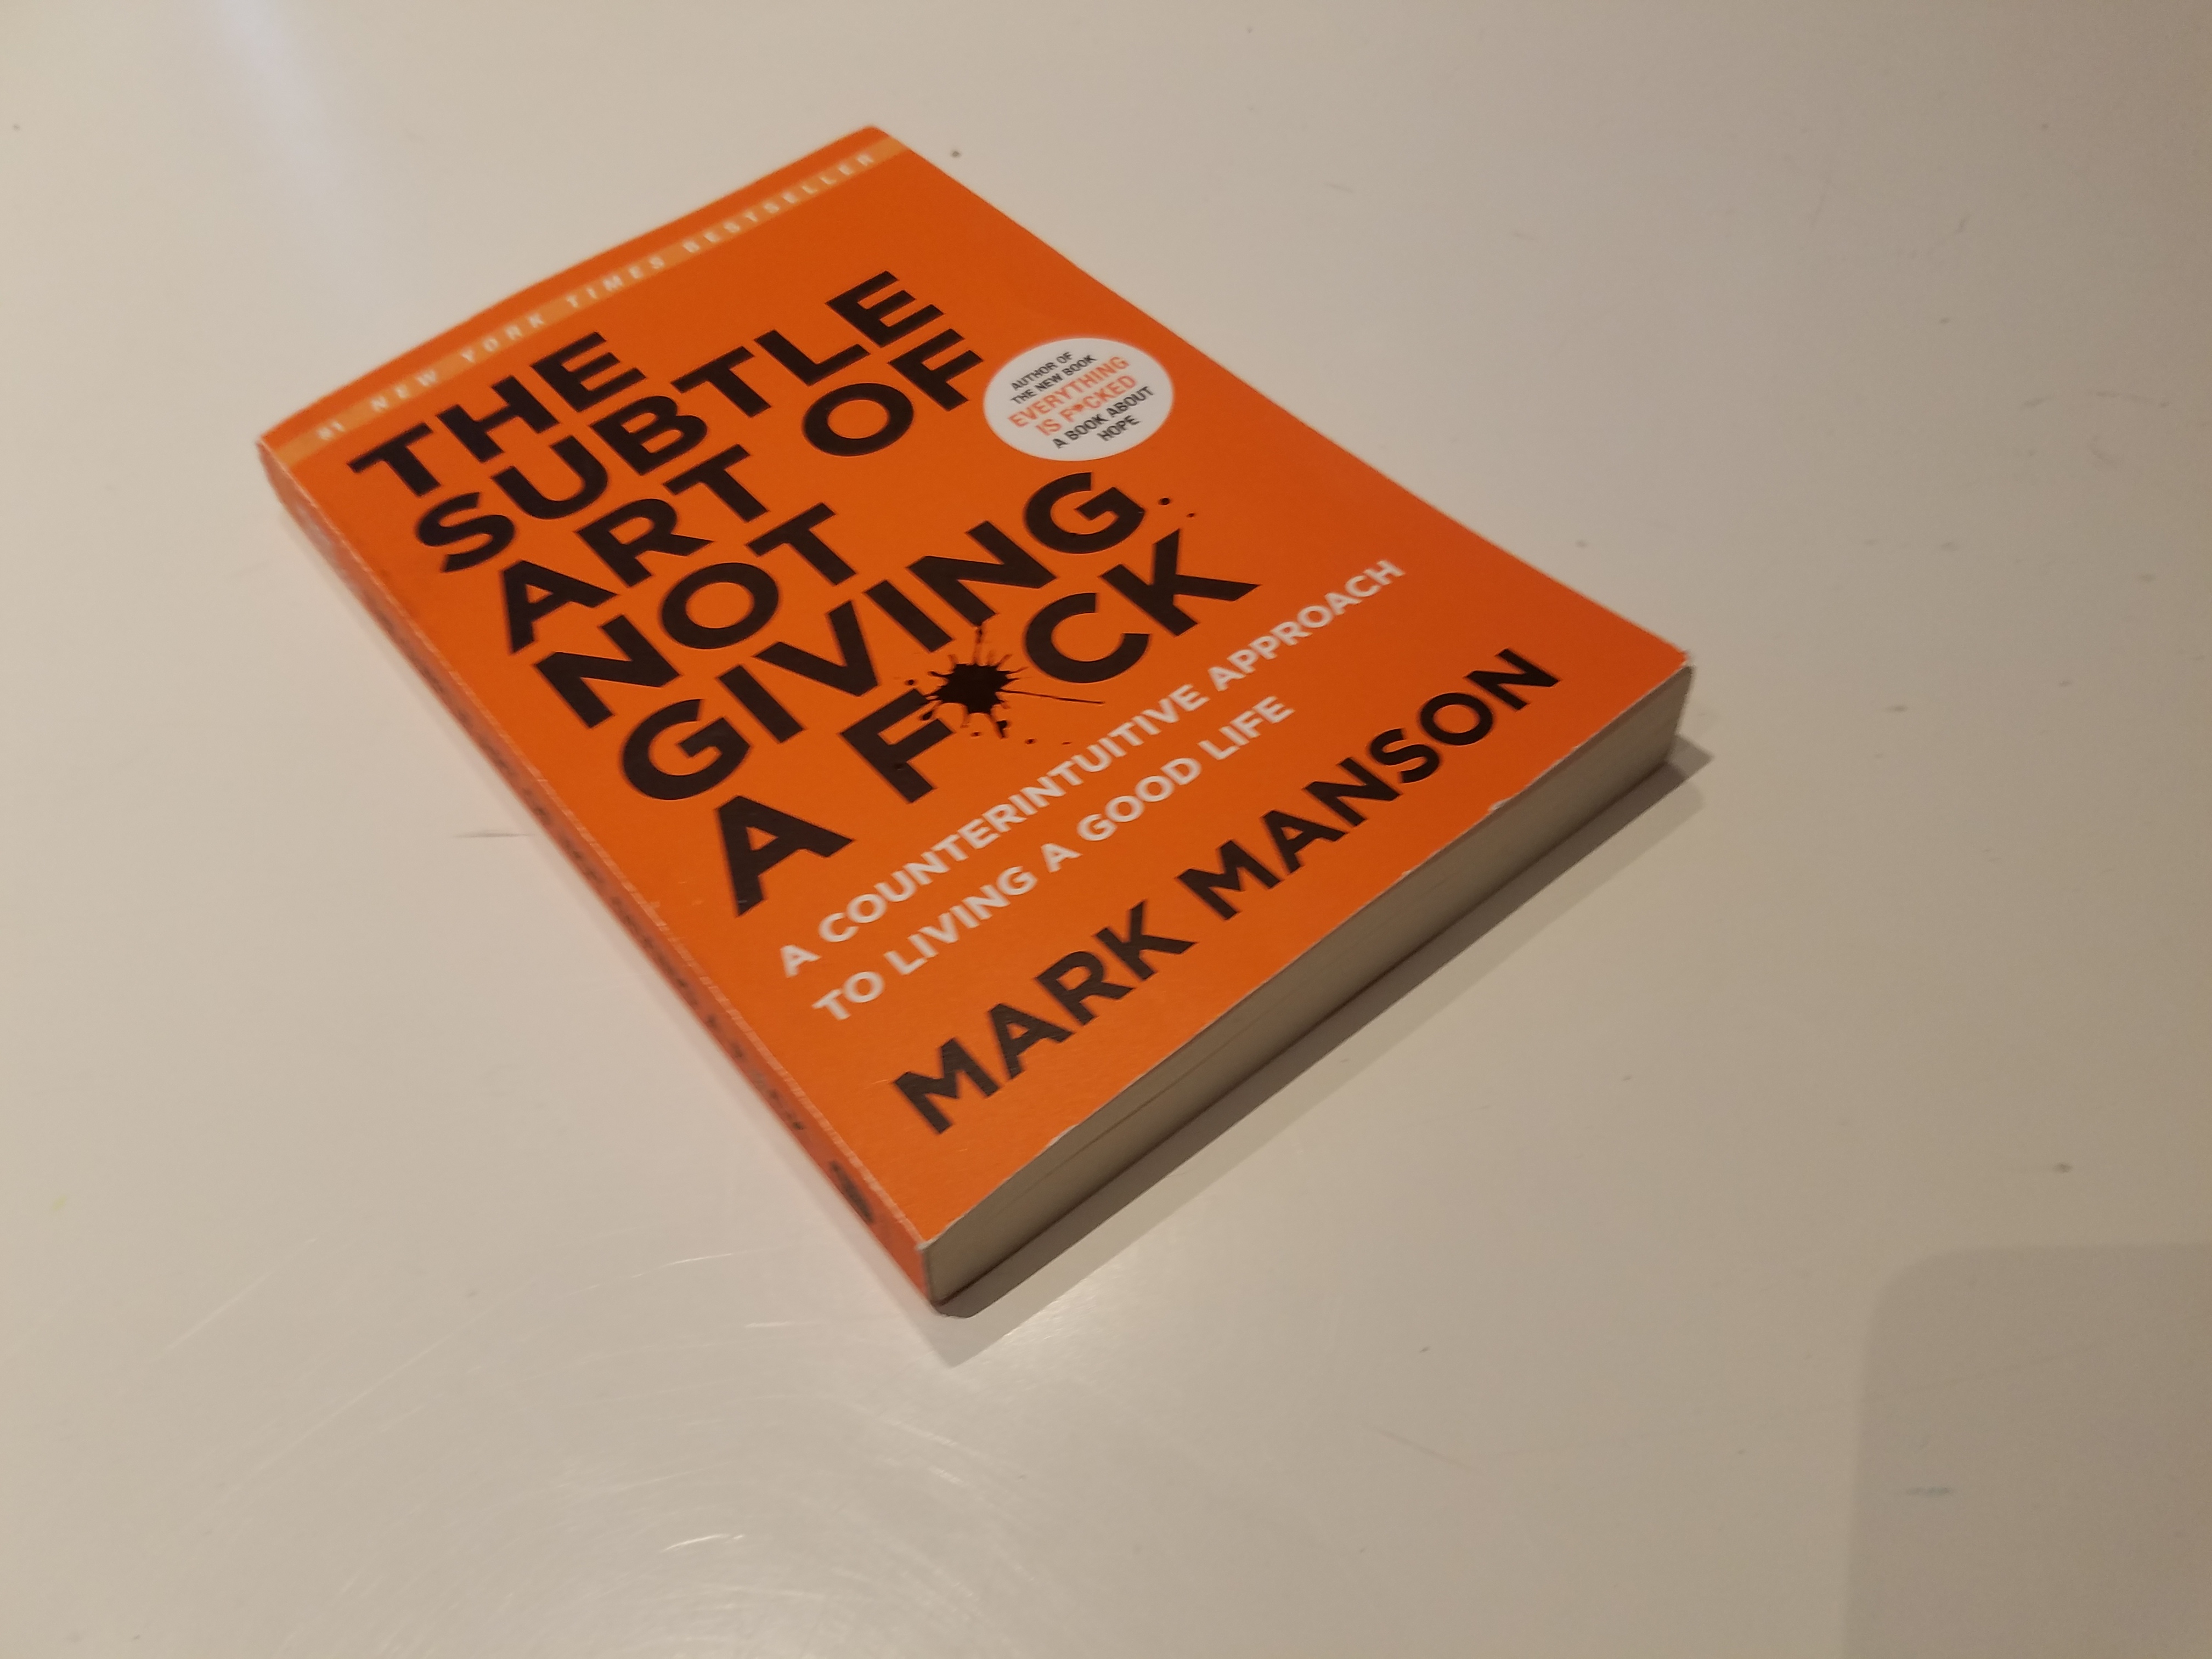 #1 NEW YORK TIMES BESTSELLER
THE
SUBTLE
ART OF
NOT
GIVING
A F*CK
AUTHOR OF
THE NEW BOOK
EVERYTHING
IS F*CKED
A BOOK ABOUT
HOPE
A COUNTERINTUITIVE APPROACH
TO LIVING A GOOD LIFE
MARK MANSON